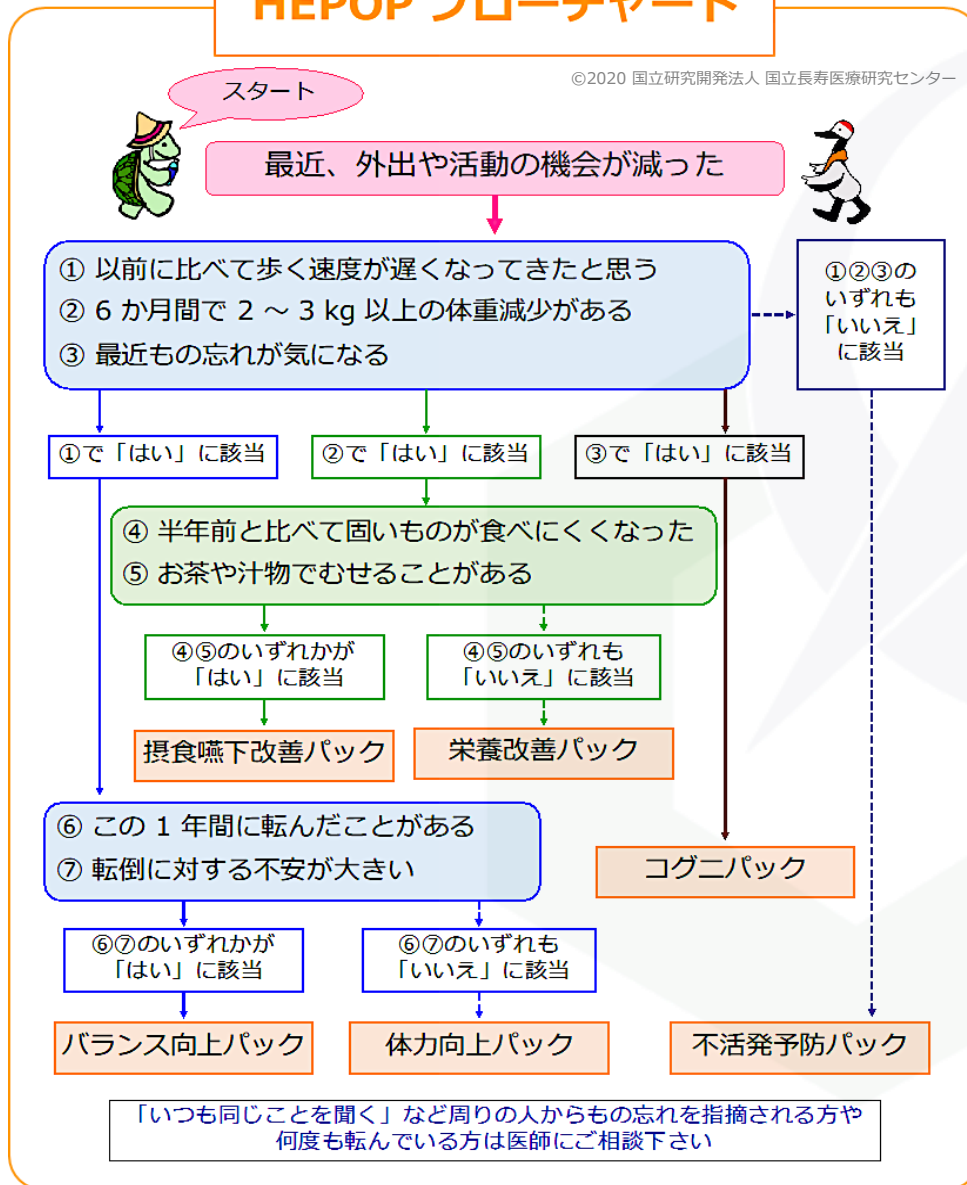 HEPOP フローチャート
©2020 国立研究開発法人 国立長寿医療研究センター
スタート
最近、外出や活動の機会が減った
① 以前に比べて歩く速度が遅くなってきたと思う
② 6 か月間で 2 ～ 3 kg 以上の体重減少がある
③ 最近もの忘れが気になる
①②③の
いずれも
「いいえ」
に該当
①で「はい」に該当
②で「はい」に該当
③で「はい」に該当
④ 半年前と比べて固いものが食べにくくなった
⑤ お茶や汁物でむせることがある
④⑤のいずれかが
「はい」に該当
④⑤のいずれも
「いいえ」に該当
摂食嚥下改善パック
栄養改善パック
⑥ この 1 年間に転んだことがある
⑦ 転倒に対する不安が大きい
コグニパック
⑥⑦のいずれかが
「はい」に該当
⑥⑦のいずれも
「いいえ」に該当
バランス向上パック
体力向上パック
不活発予防パック
「いつも同じことを聞く」など周りの人からもの忘れを指摘される方や
何度も転んでいる方は医師にご相談下さい